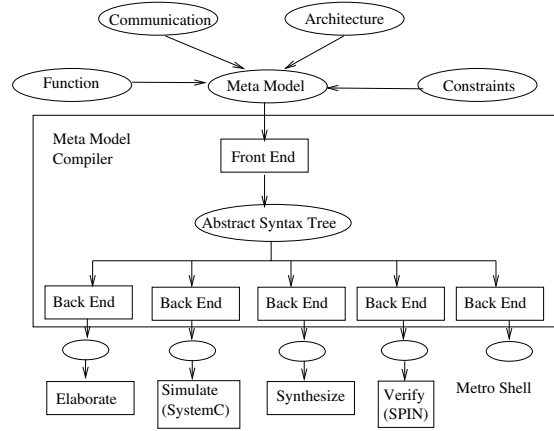 Communication
Architecture
Function
Meta Model
Constraints
Meta Model
Compiler
Front End
Abstract Syntax Tree
Back End
Back End
Back End
Back End
Back End
Elaborate
Simulate
(SystemC)
Synthesize
Verify
(SPIN)
Metro Shell